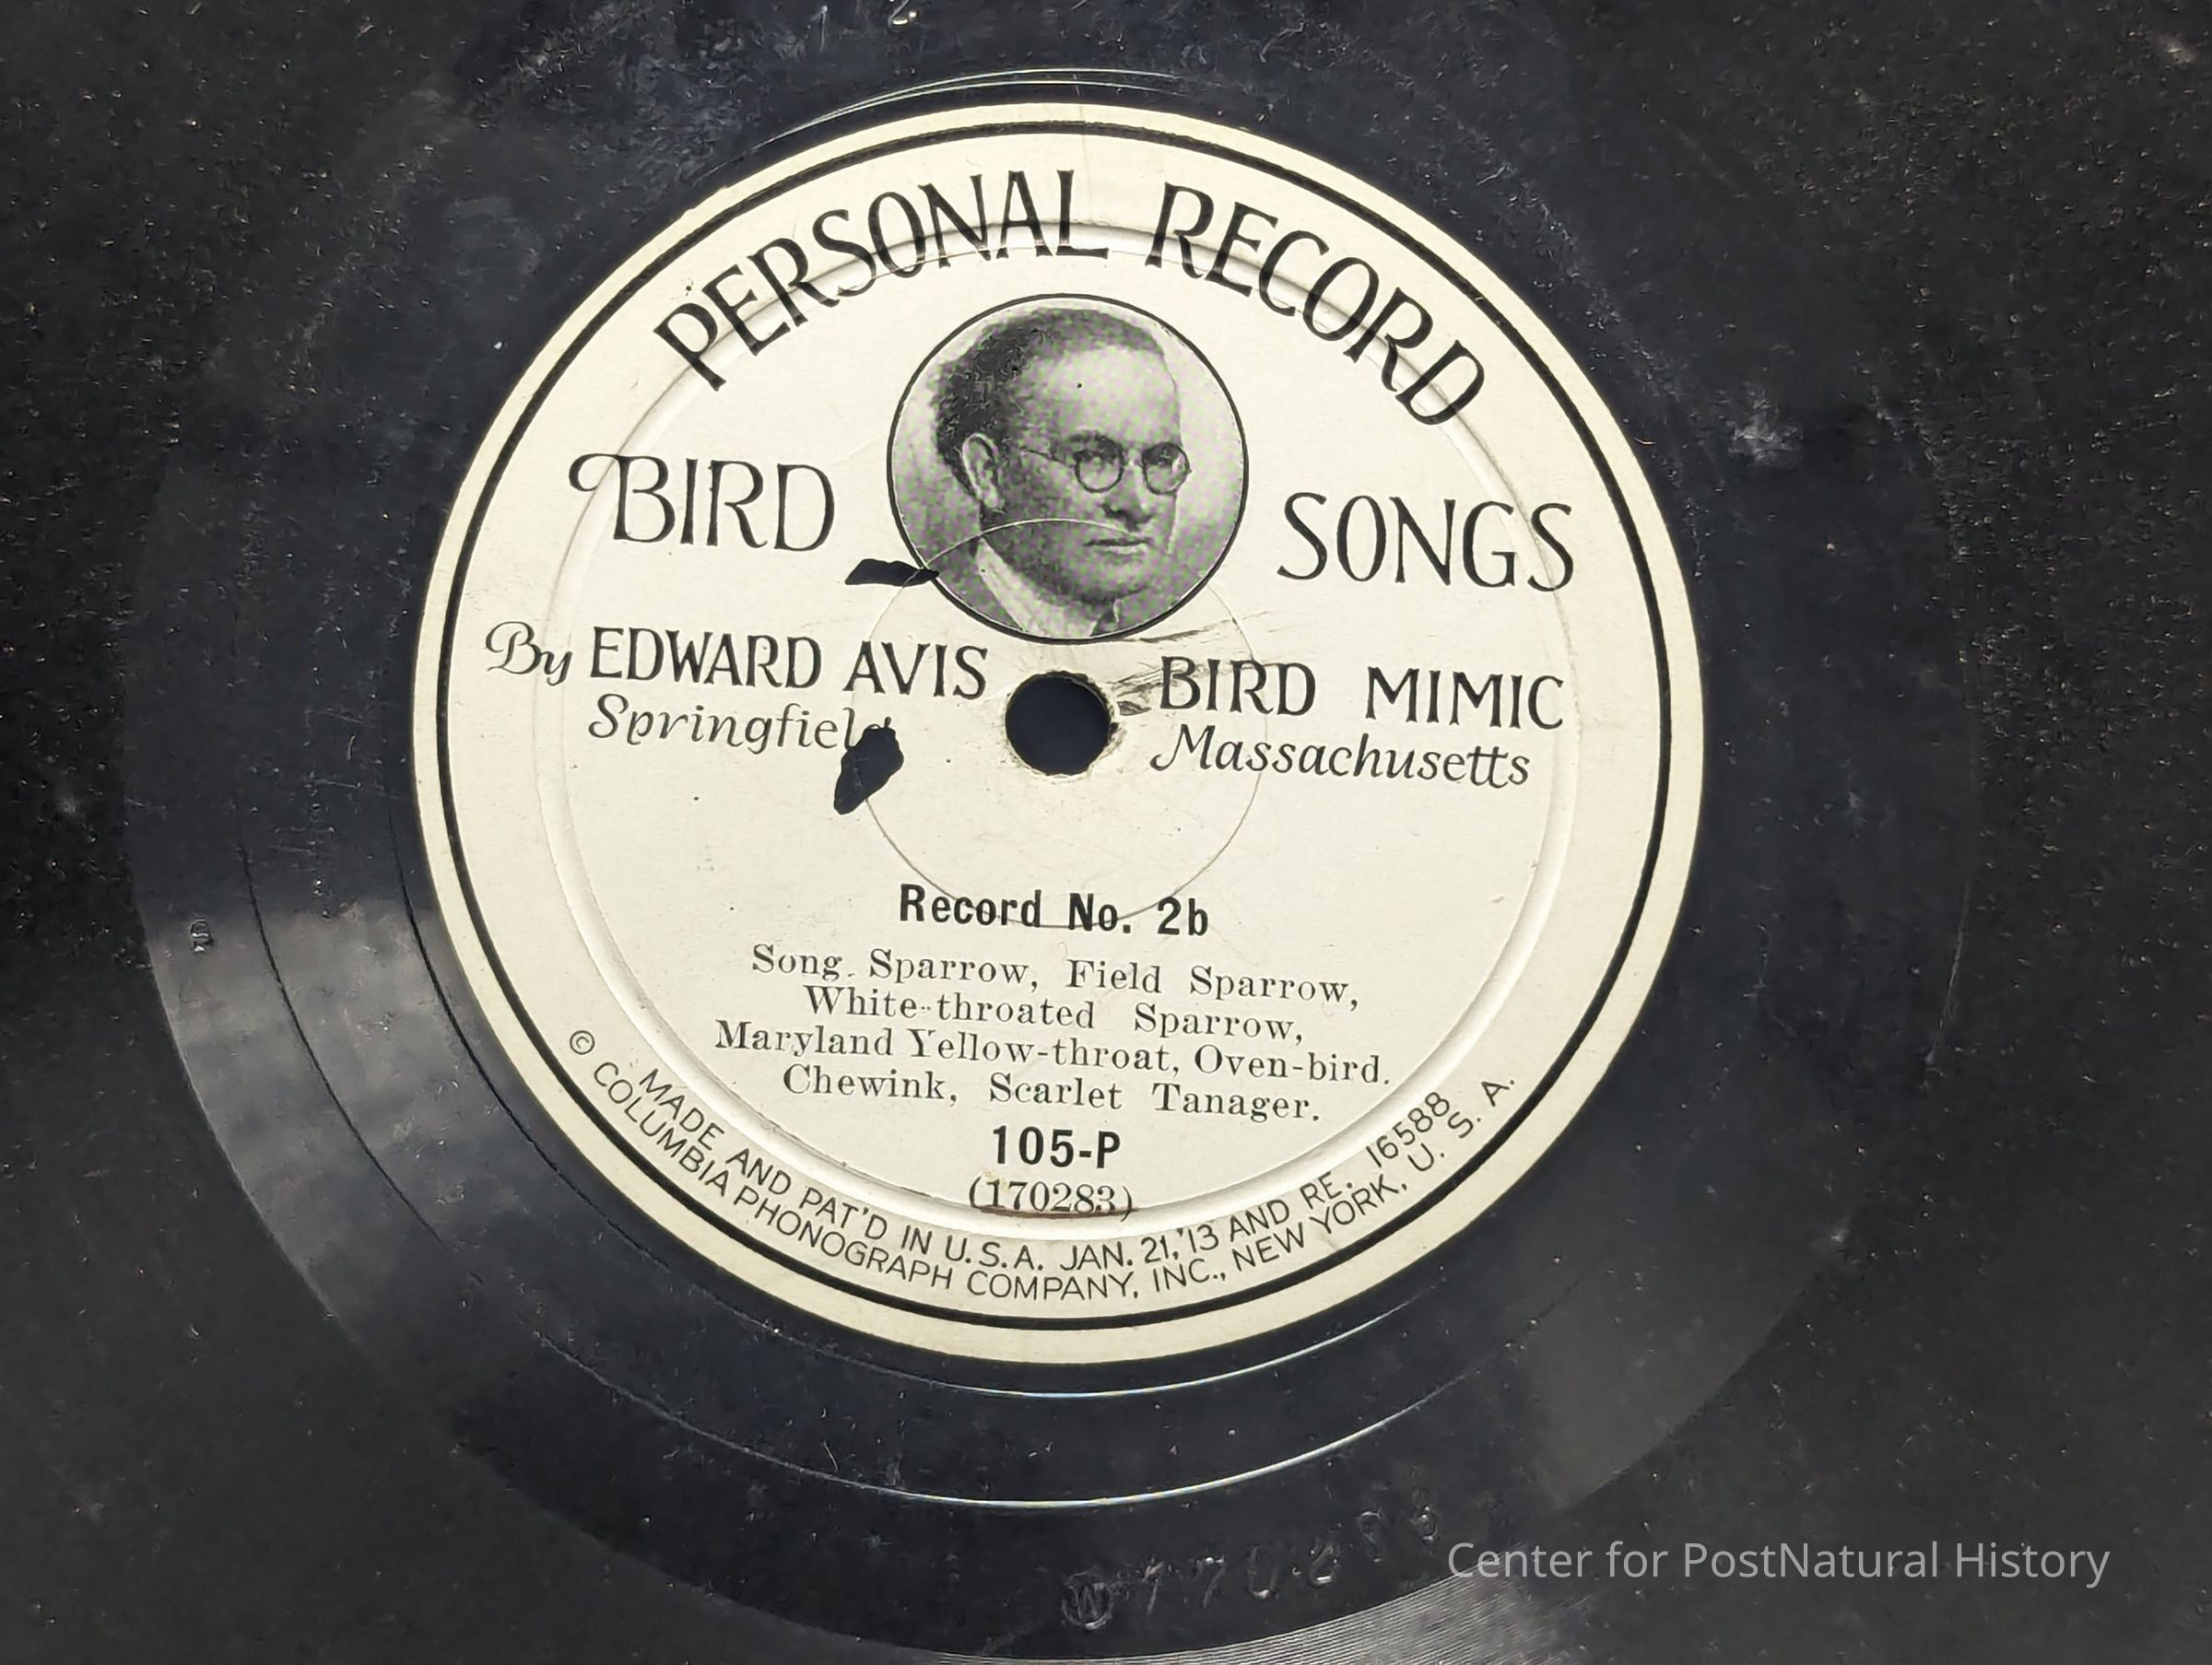 PERSONAL RECORD
BIRD SONGS
By EDWARD AVIS BIRD MIMIC
Springfield Massachusetts
Record No. 2b
Song Sparrow, Field Sparrow,
White-throated Sparrow,
Maryland Yellow-throat, Oven-bird.
Chewink, Scarlet Tanager.
105-P
(170283)
MADE AND PAT'D IN U.S.A. JAN. 21,'13 AND RE. 16588
© COLUMBIA PHONOGRAPH COMPANY, INC., NEW YORK, U. S. A.
Center for PostNatural History